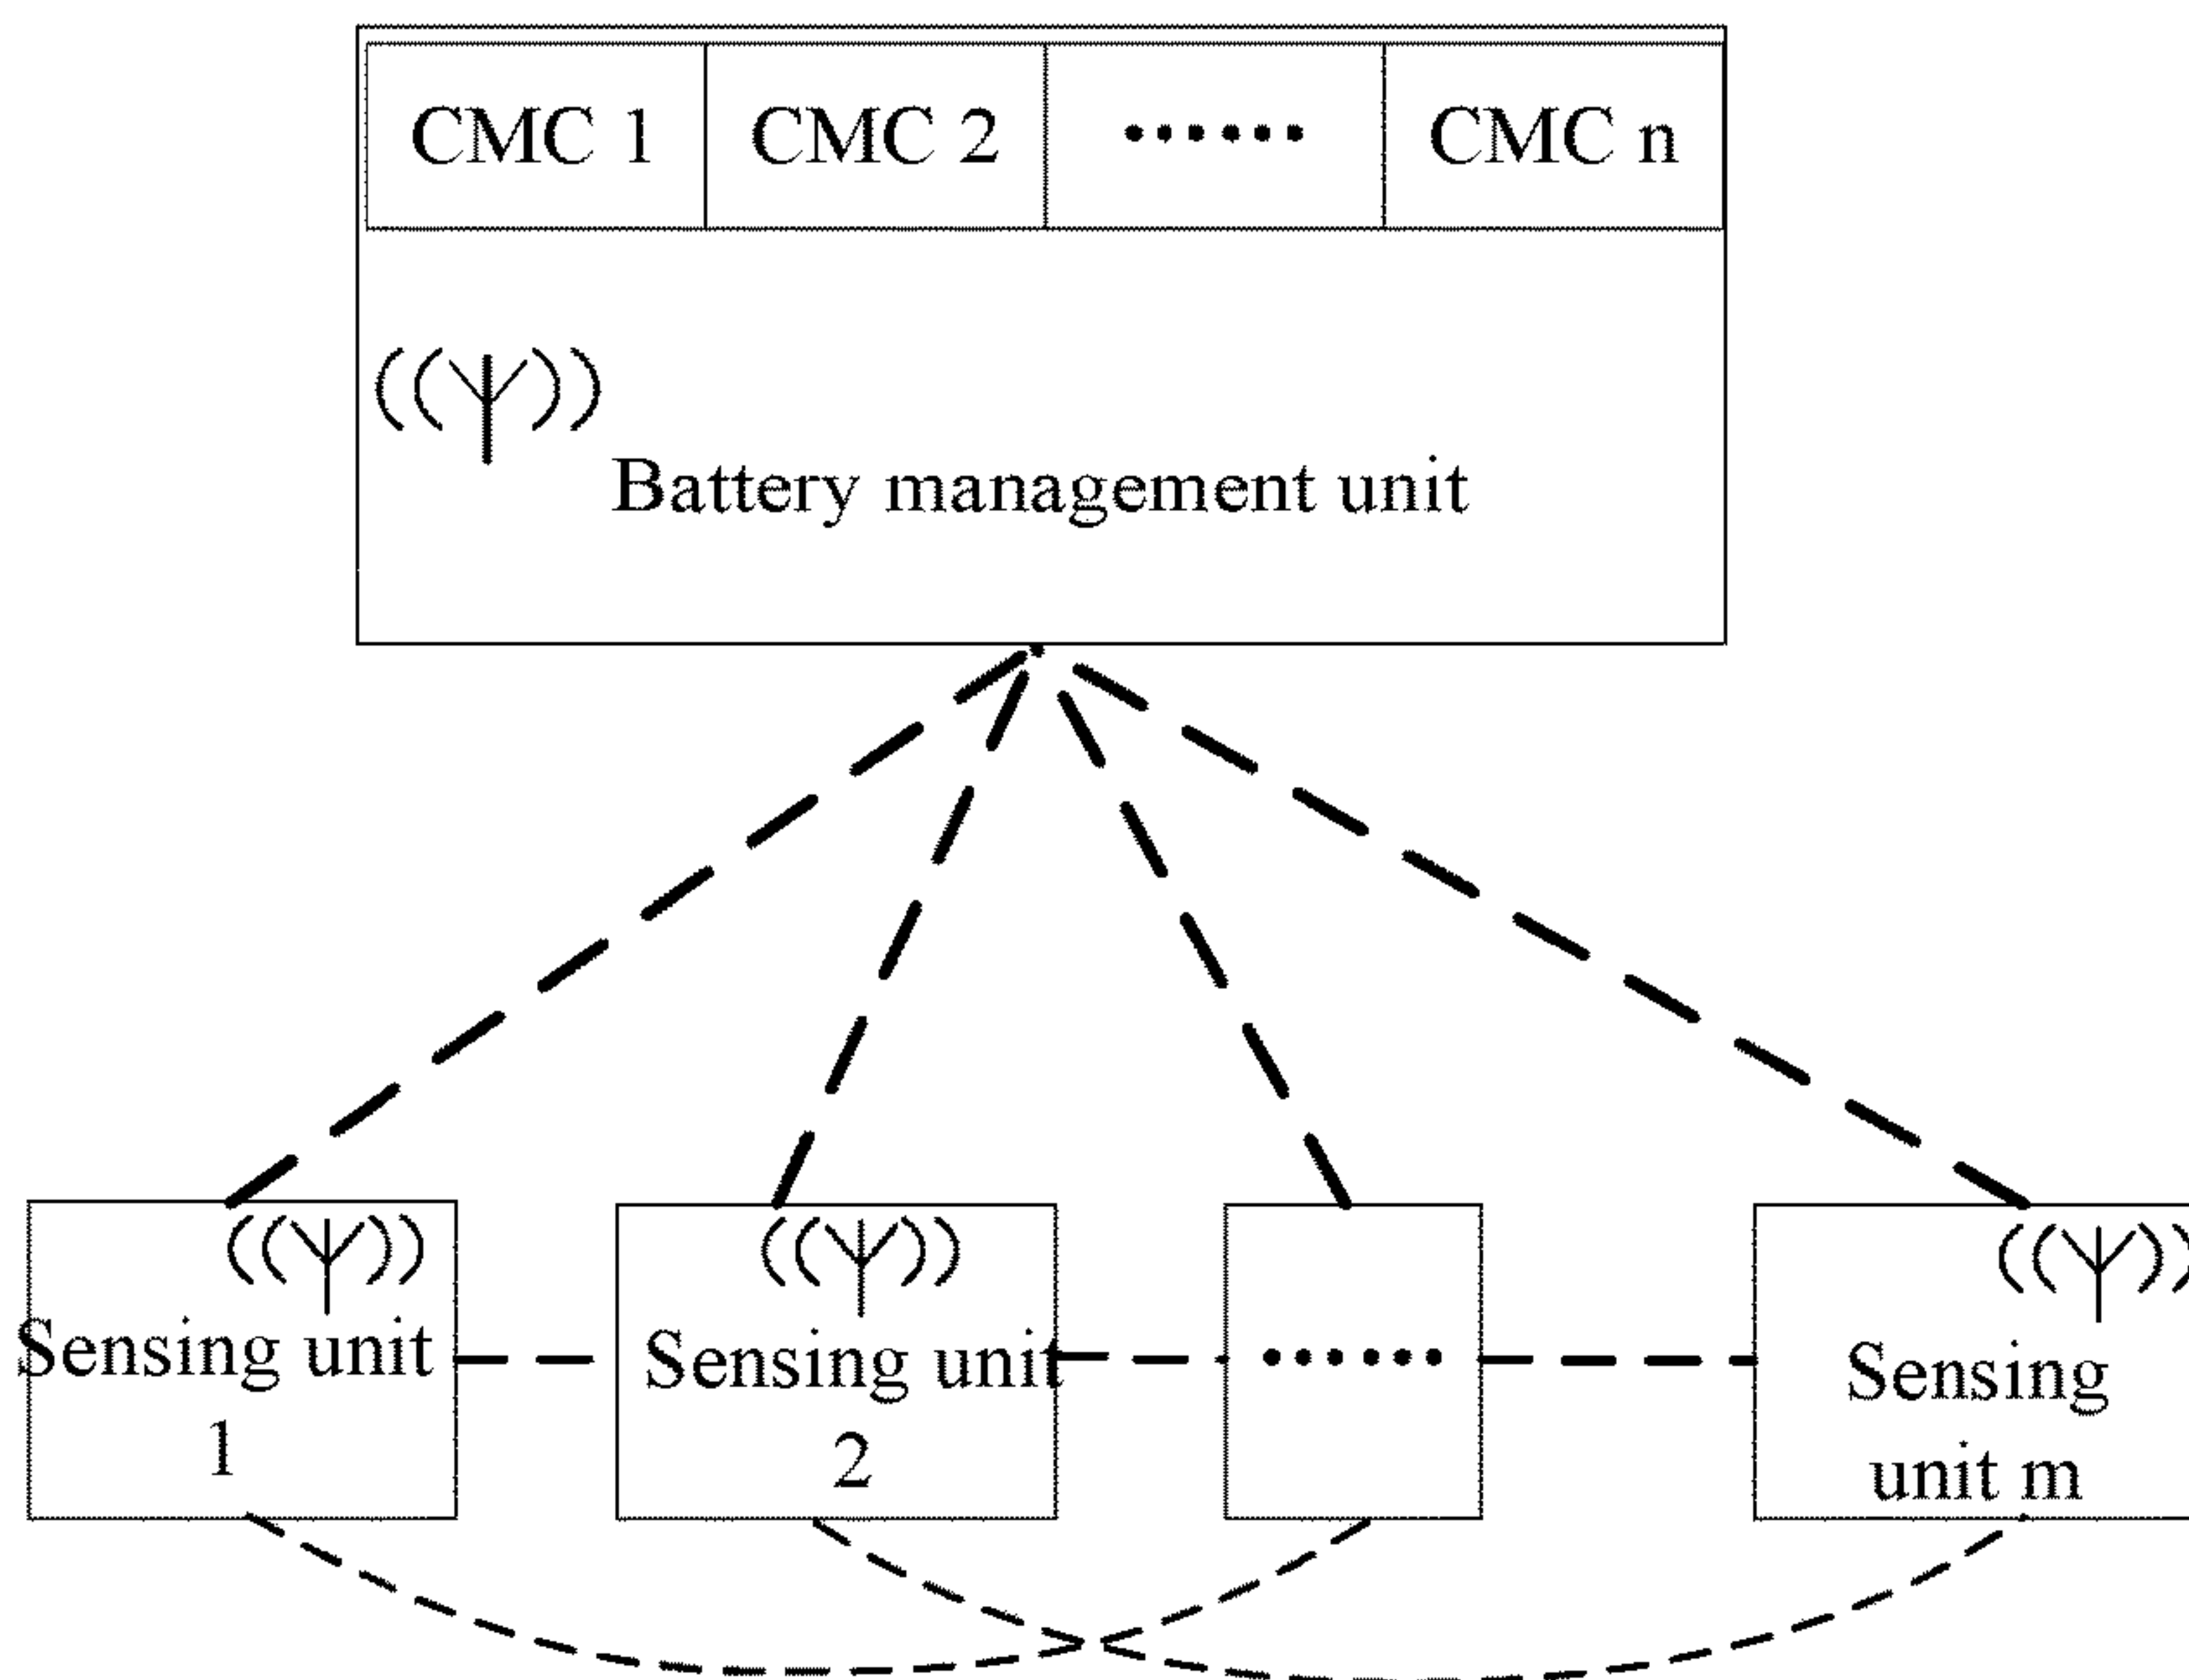 CMC 1 CMC 2 •••••• CMC n
Battery management unit
Sensing unit
1
Sensing unit
2
••••••
Sensing
unit m